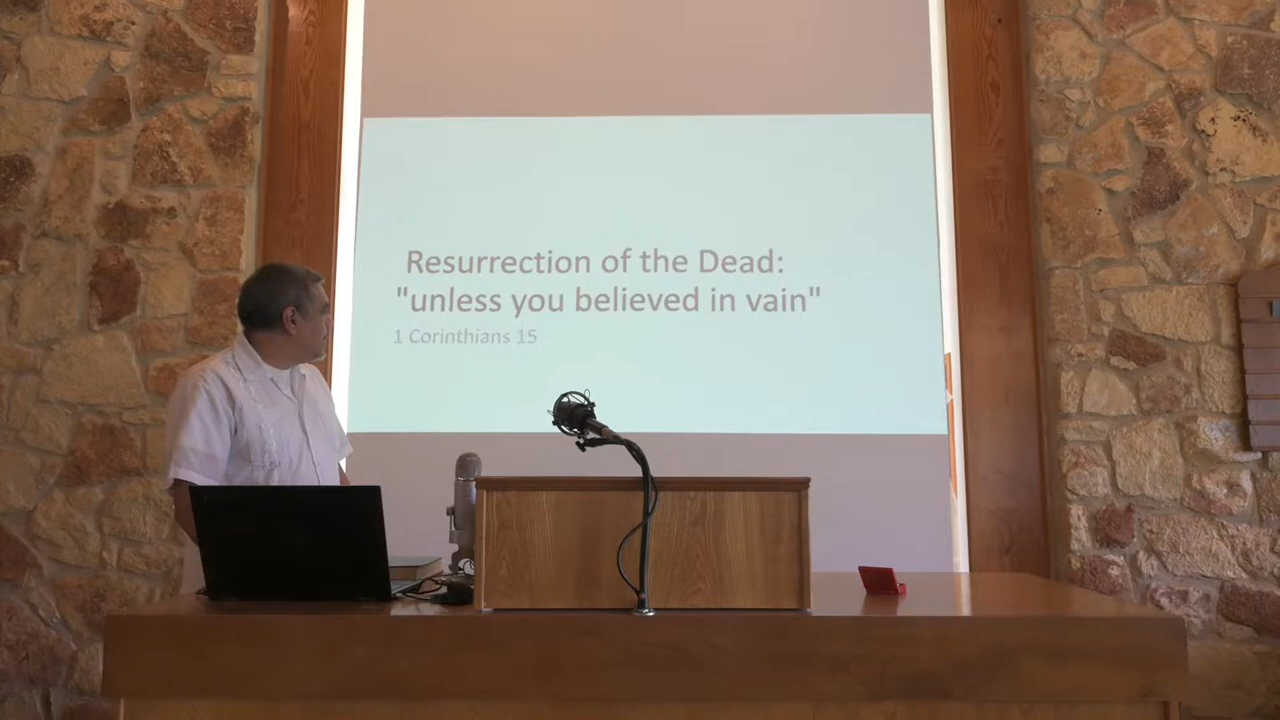 Resurrection of the Dead:
"unless you believed in vain"
1 Corinthians 15